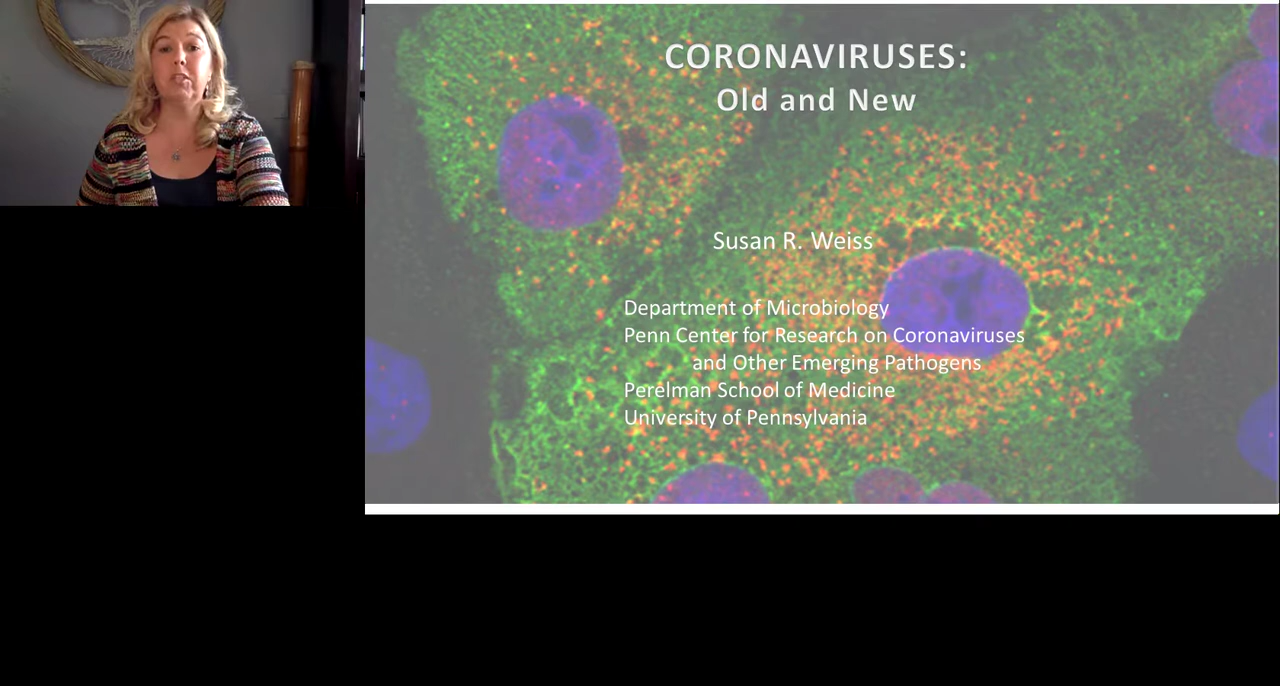 CORONAVIRUSES:
Old and New
Susan R. Weiss
Department of Microbiology
Penn Center for Research on Coronaviruses
and Other Emerging Pathogens
Perelman School of Medicine
University of Pennsylvania